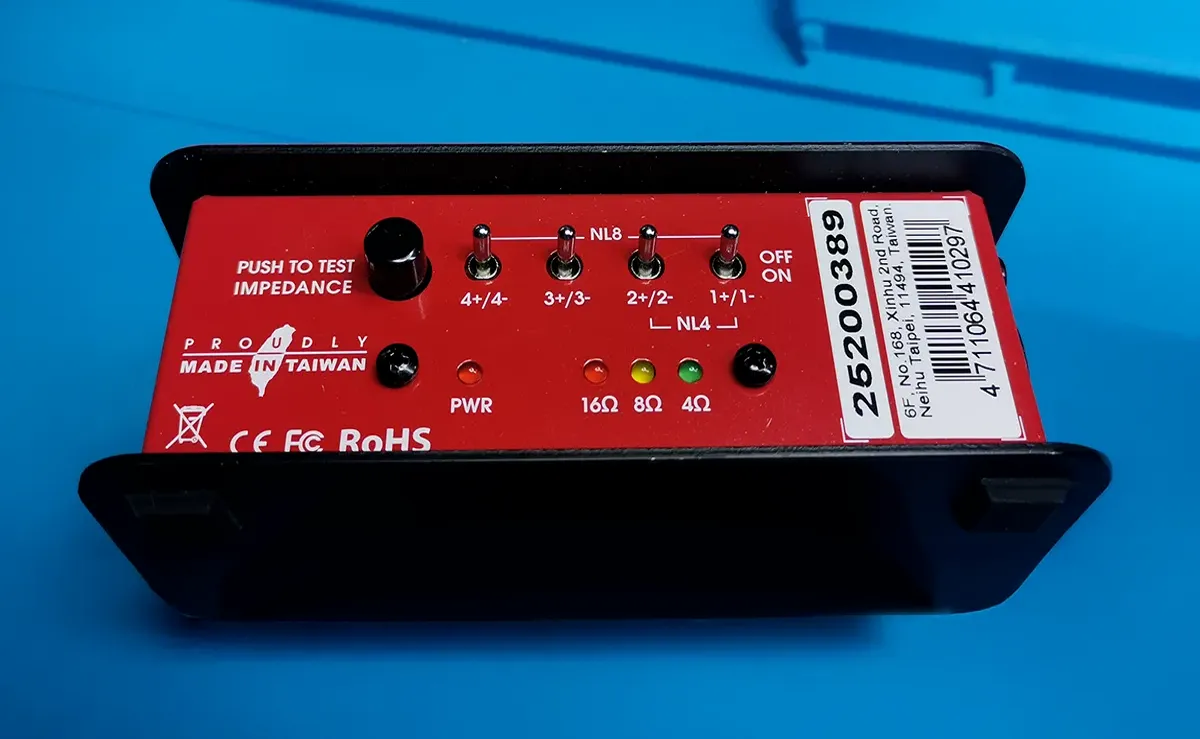 PUSH TO TEST
IMPEDANCE
NL8
OFF
ON
4+/4-
3+/3-
2+/2-
1+/1-
NL4
PROUDLY
MADE IN TAIWAN
PWR
16Ω
8Ω
4Ω
CE FC RoHS
25200389
6F, No.168, Xinhu 2nd Road,
Neihu Taipei, 11494, Taiwan.
4 711064 410297